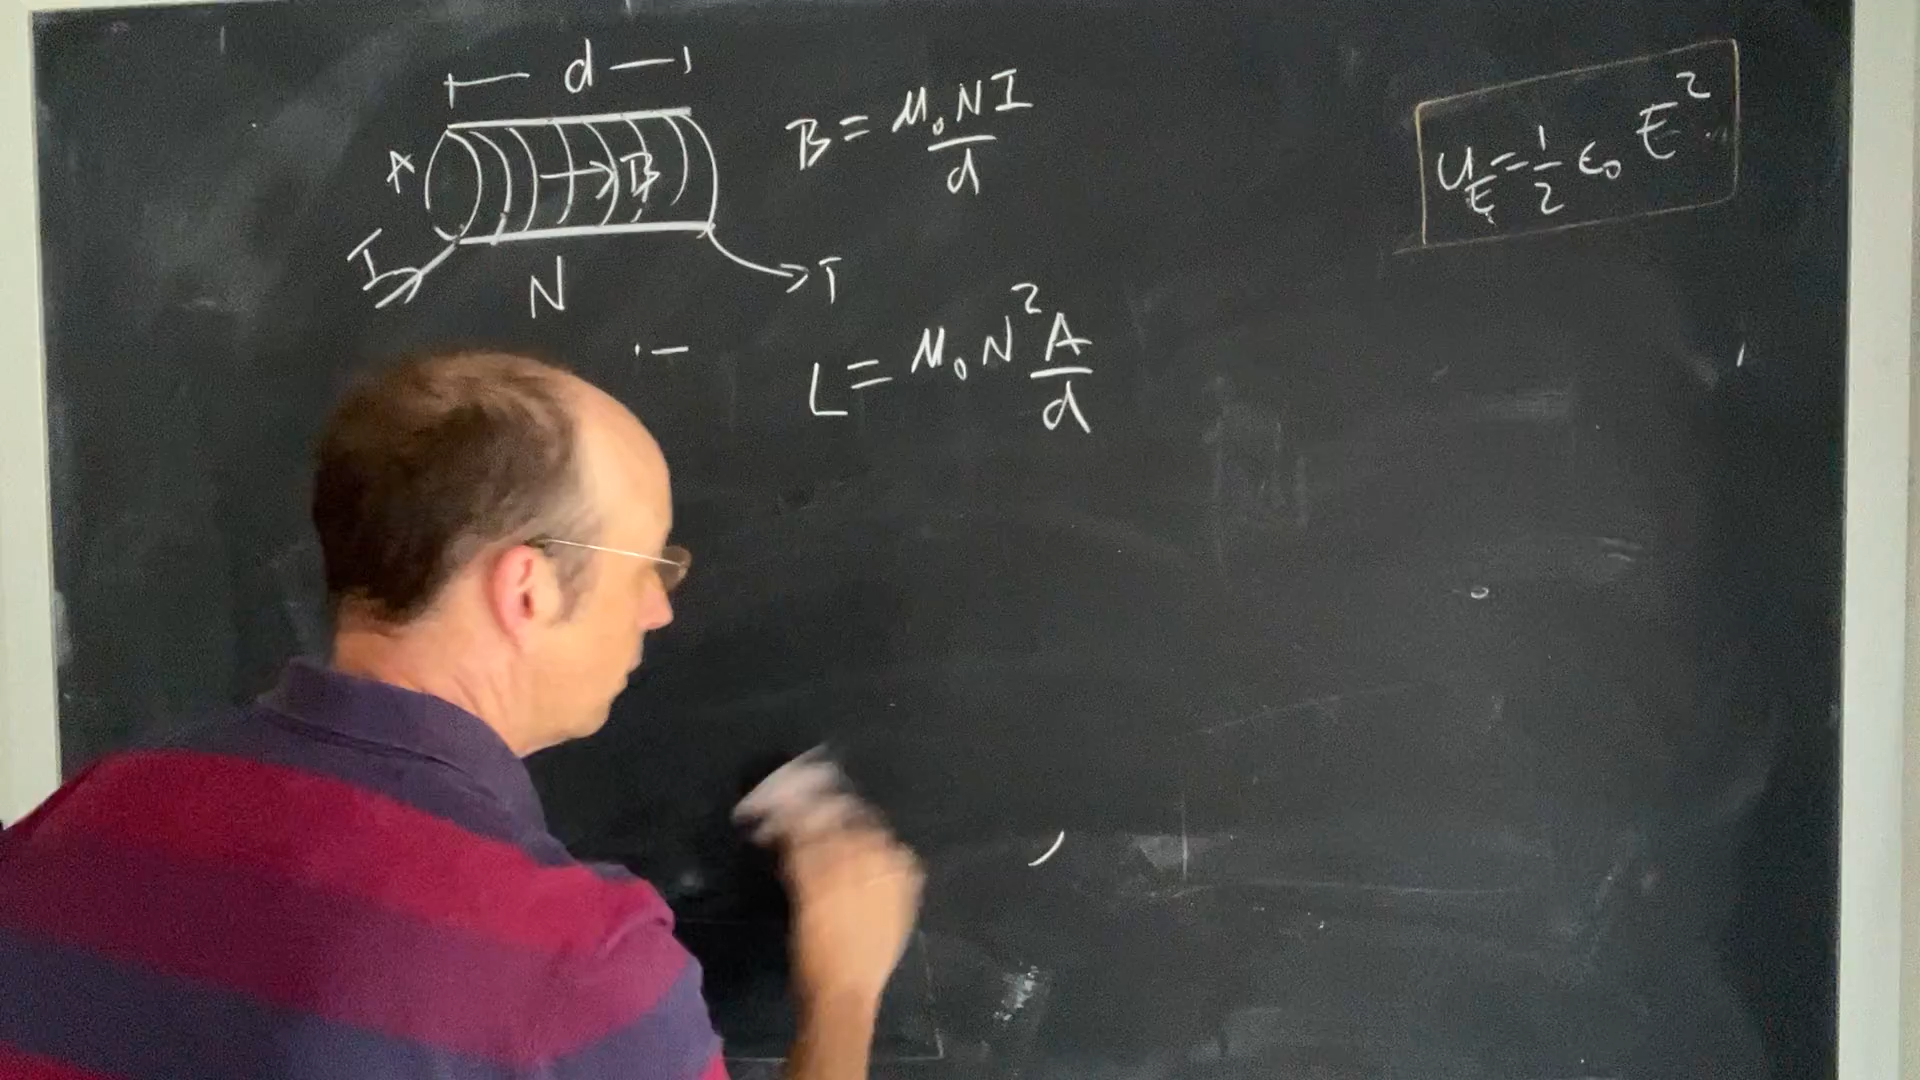 d
A
B
I
N
I
B = μ₀NI/d
L = μ₀N²A/d
u_E = 1/2 ε₀ E²